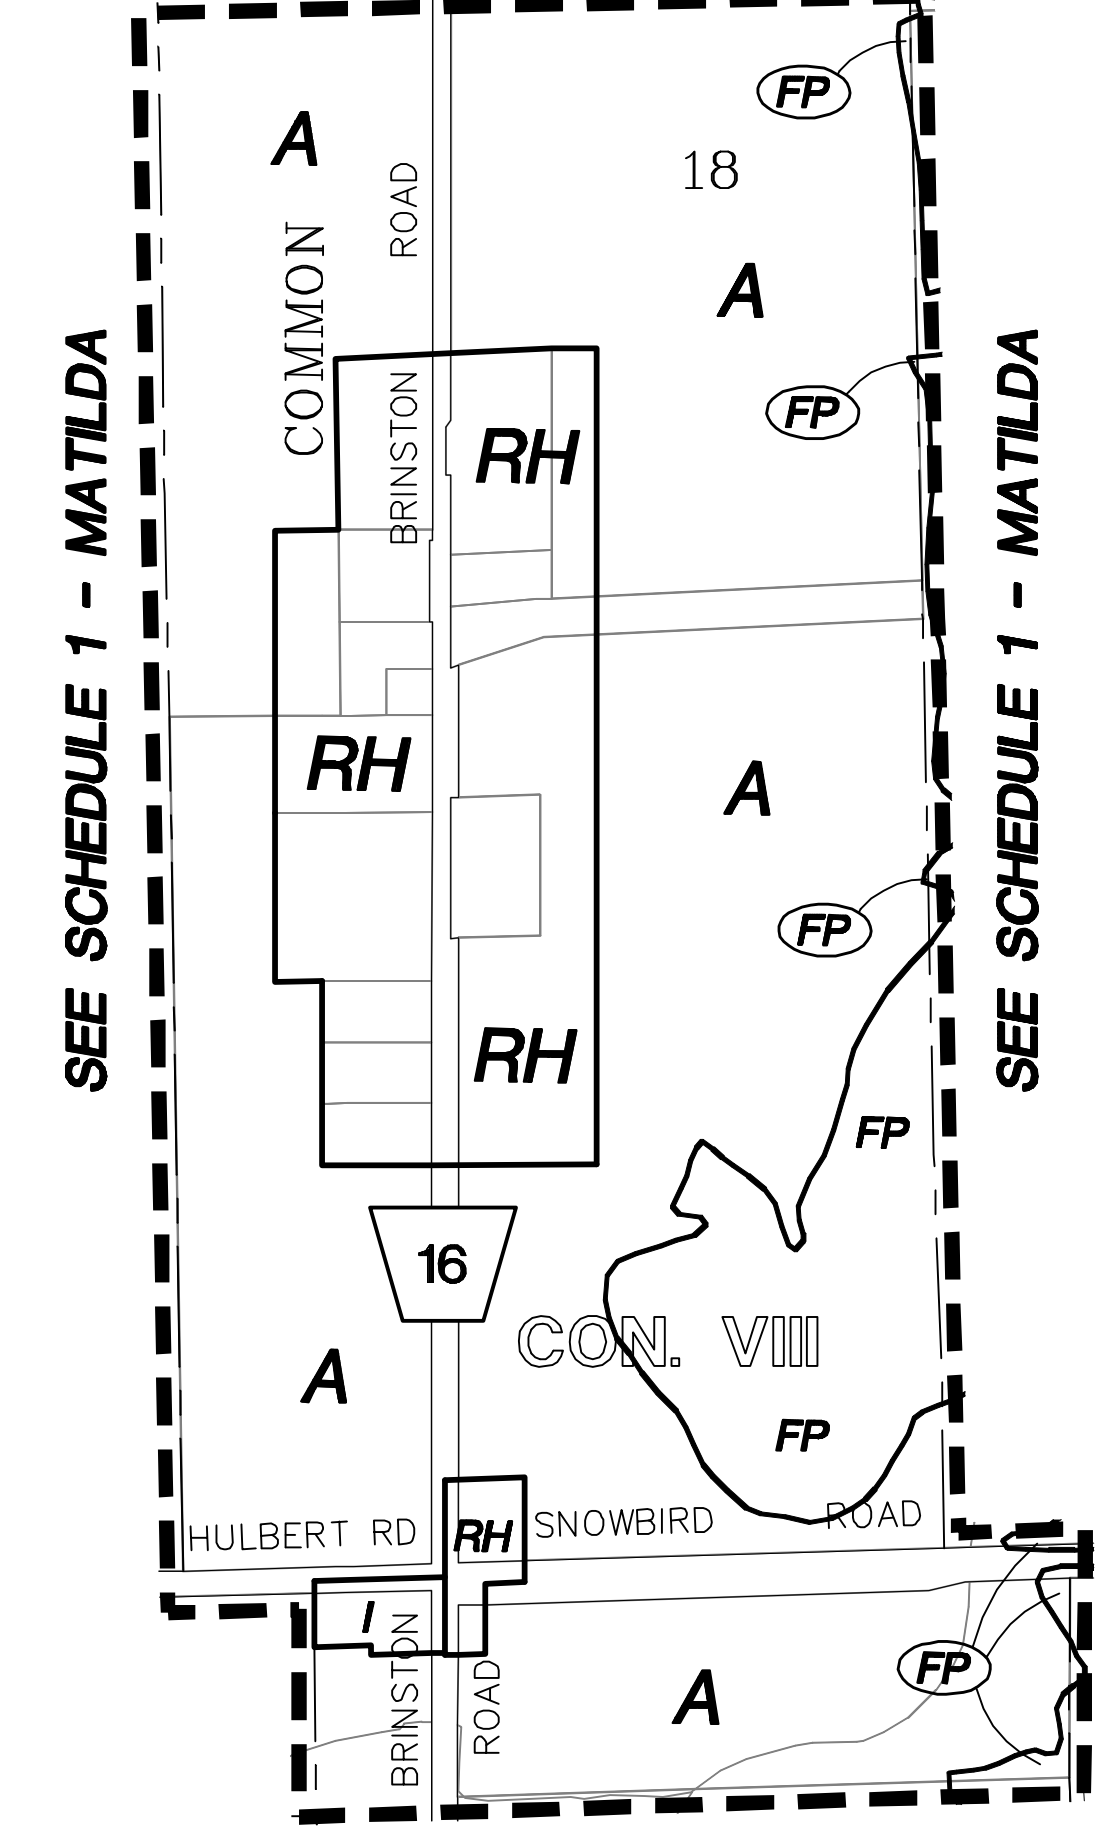 FP
A
18
ROAD
COMMON
A
SEE SCHEDULE 1 - MATILDA
SEE SCHEDULE 1 - MATILDA
BRINSTON
FP
RH
RH
A
FP
RH
FP
16
CON. VIII
A
FP
HULBERT RD
RH
SNOWBIRD ROAD
I
BRINSTON
ROAD
A
FP